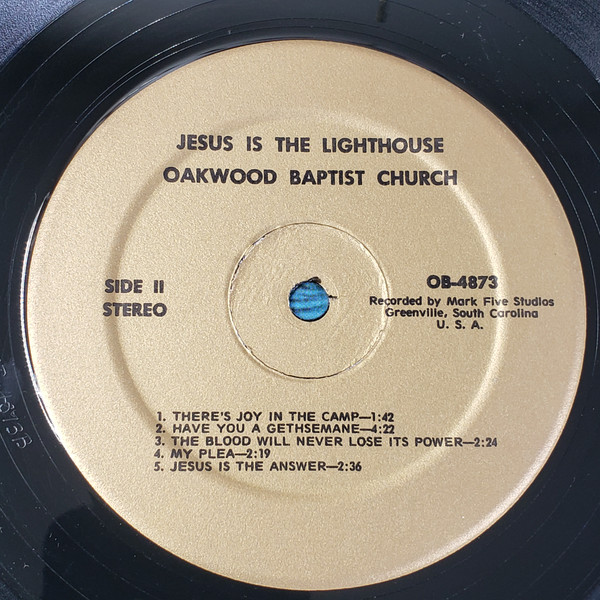 JESUS IS THE LIGHTHOUSE
OAKWOOD BAPTIST CHURCH
SIDE II
STEREO
OB-4873
Recorded by Mark Five Studios
Greenville, South Carolina
U. S. A.
1. THERE'S JOY IN THE CAMP—1:42
2. HAVE YOU A GETHSEMANE—4:22
3. THE BLOOD WILL NEVER LOSE ITS POWER—2:24
4. MY PLEA—2:19
5. JESUS IS THE ANSWER—2:36